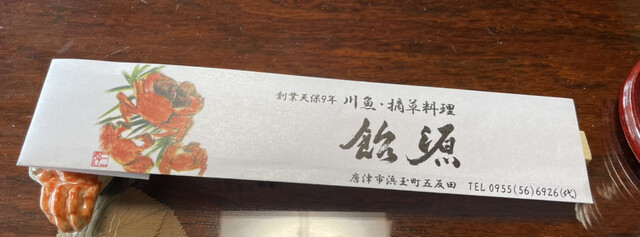 創業天保9年 川魚・摘草料理
飴源
唐津市浜玉町五反田 TEL 0955(56)6926(代)